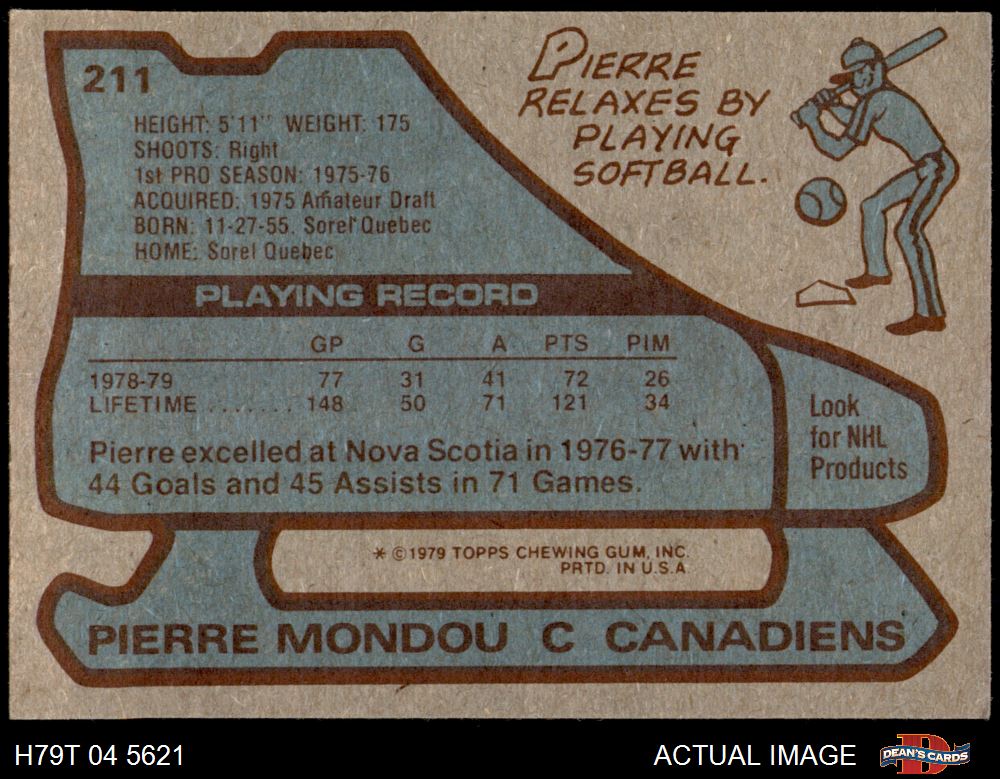 211
HEIGHT: 5'11" WEIGHT: 175
SHOOTS: Right
1st PRO SEASON: 1975-76
ACQUIRED: 1975 Amateur Draft
BORN: 11-27-55. Sorel Quebec
HOME: Sorel Quebec
PIERRE
RELAXES BY
PLAYING
SOFTBALL.
PLAYING RECORD
GP G A PTS PIM
1978-79 77 31 41 72 26
LIFETIME ....... 148 50 71 121 34
Pierre excelled at Nova Scotia in 1976-77 with
44 Goals and 45 Assists in 71 Games.
Look
for NHL
Products
* ©1979 TOPPS CHEWING GUM, INC.
PRTD. IN U.S.A.
PIERRE MONDOU C CANADIENS
H79T 04 5621
ACTUAL IMAGE
DEAN'S CARDS